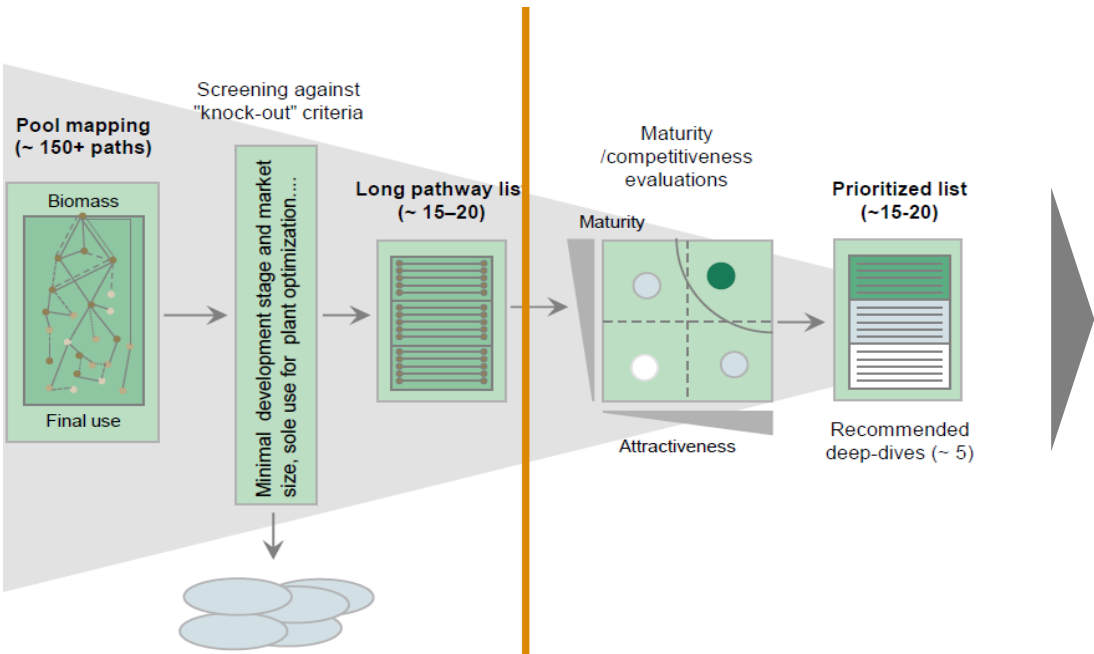 Pool mapping
(~ 150+ paths)
Biomass
Final use
Screening against
"knock-out" criteria
Minimal development stage and market
size, sole use for plant optimization....
Long pathway list
(~ 15–20)
Maturity
/competitiveness
evaluations
Maturity
Attractiveness
Prioritized list
(~15-20)
Recommended
deep-dives (~ 5)